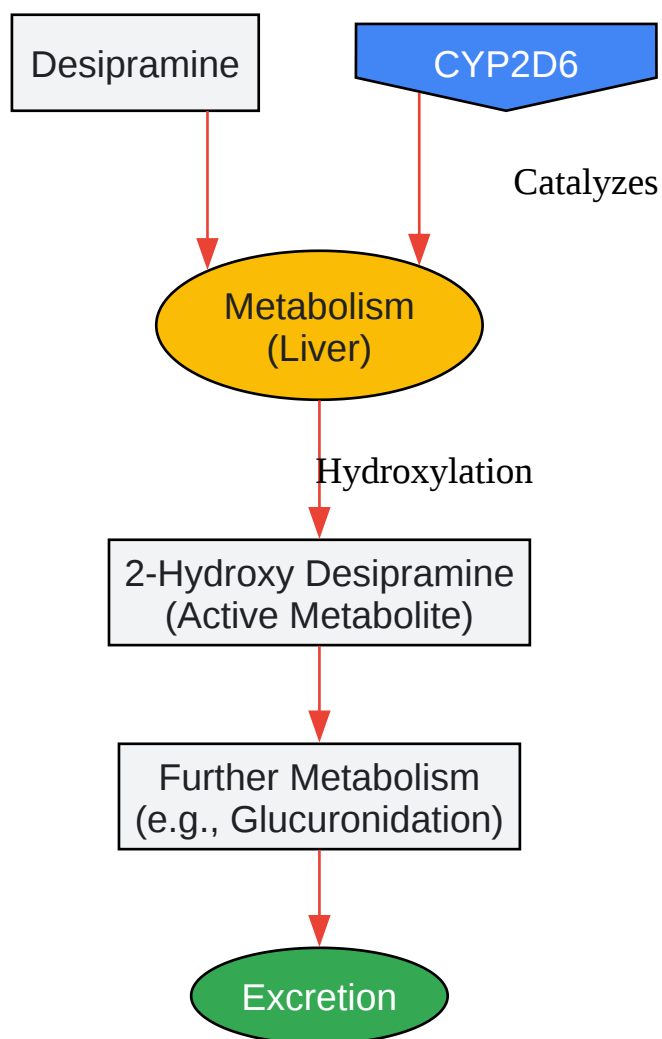 Desipramine
CYP2D6
Catalyzes
Metabolism
(Liver)
Hydroxylation
2-Hydroxy Desipramine
(Active Metabolite)
Further Metabolism
(e.g., Glucuronidation)
Excretion